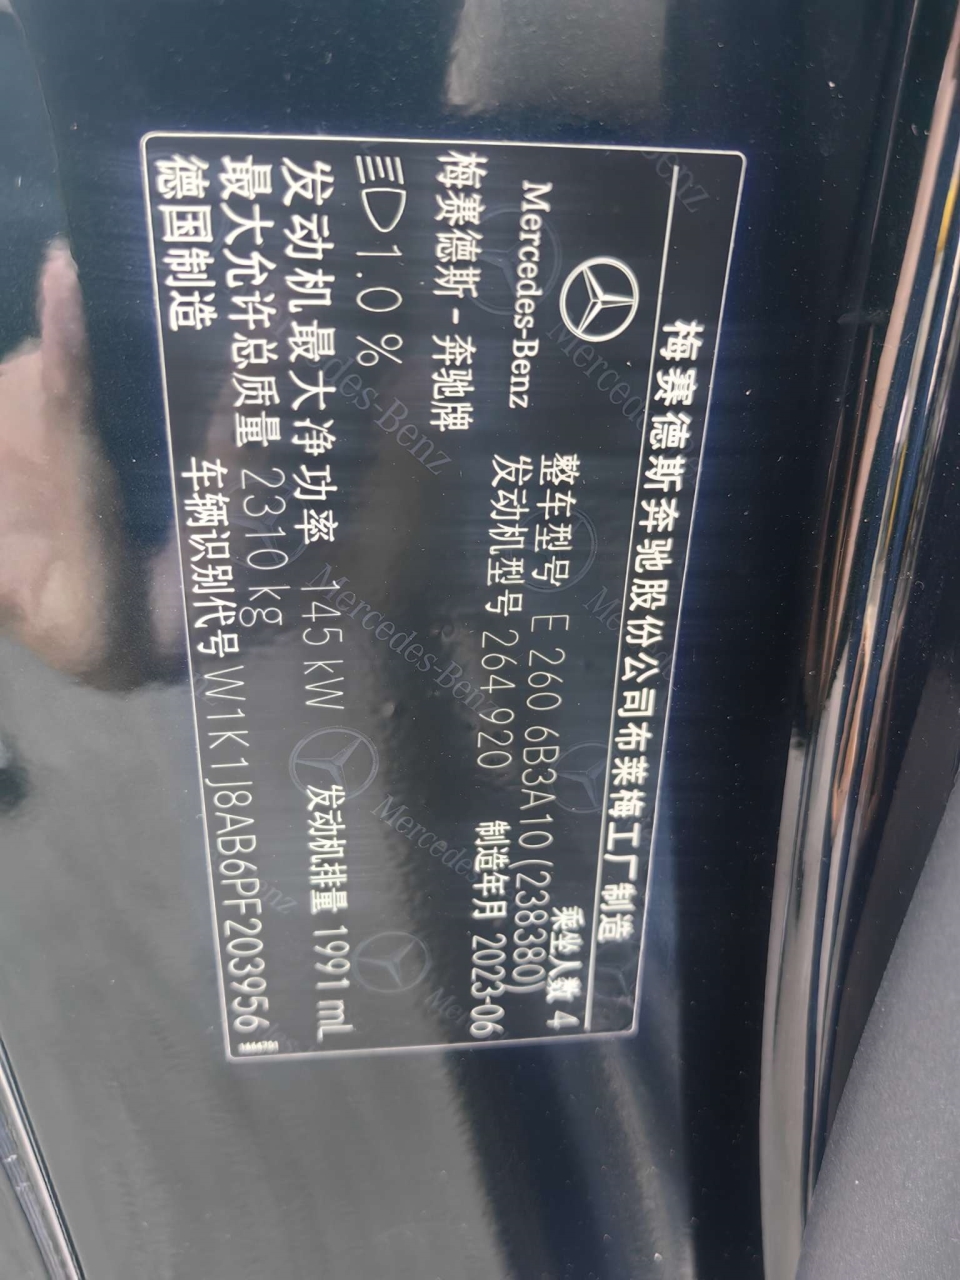 梅赛德斯奔驰股份公司布莱梅工厂制造
Mercedes-Benz
梅赛德斯-奔驰牌
乘坐人数 4
整车型号 E 260 6B3A10 (238380)
发动机型号 264 920 制造年月 2023-06
1.0 %
发动机最大净功率 145 kW 发动机排量 1991 mL
最大允许总质量 2310 kg
德国制造 车辆识别代号 W1K1J8AB6PF203956